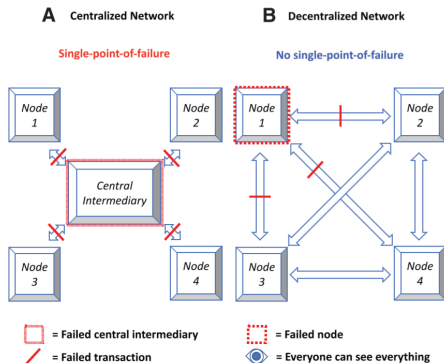 A Centralized Network
B Decentralized Network
Single-point-of-failure
No single-point-of-failure
Node
1
Node
2
Node
1
Node
2
Central
Intermediary
Node
3
Node
4
Node
3
Node
4
= Failed central intermediary
= Failed node
= Failed transaction
= Everyone can see everything